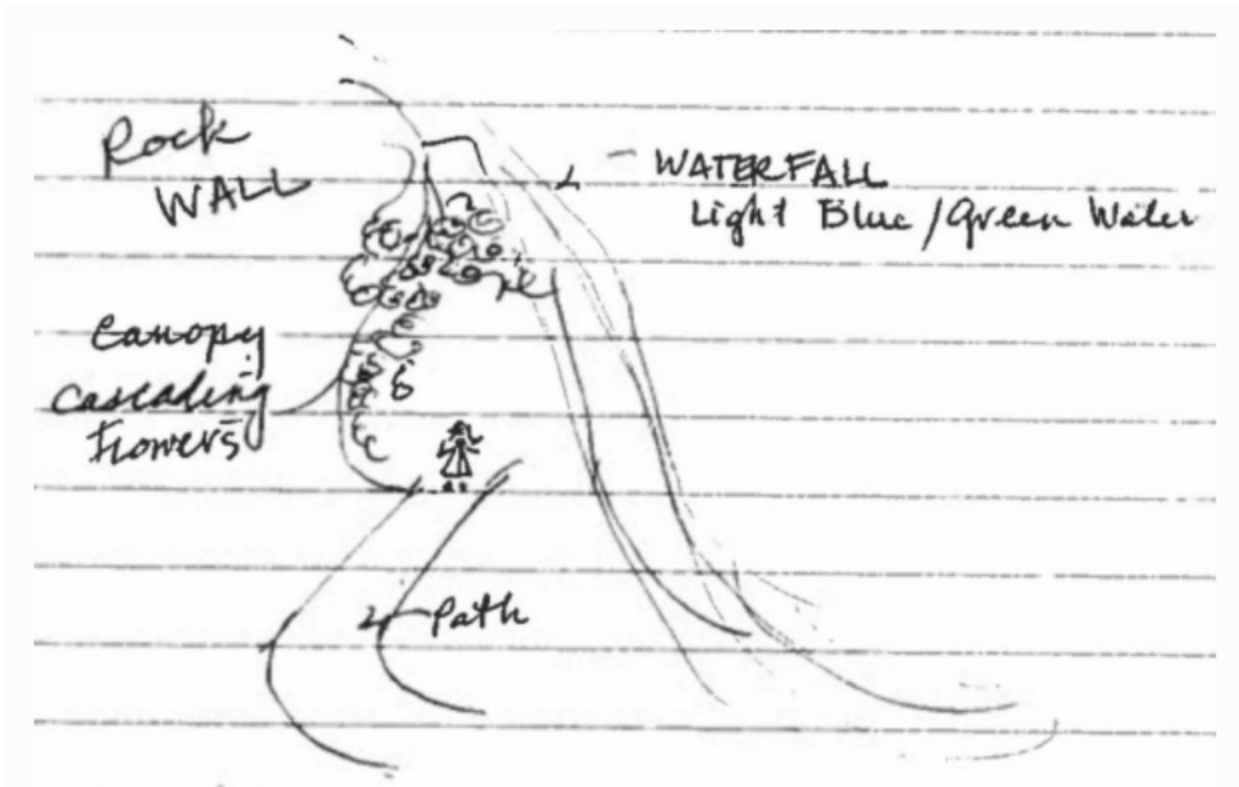 Rock
WALL
WATERFALL
Light Blue/Green Water
Canopy
Cascading
Flowers
Path